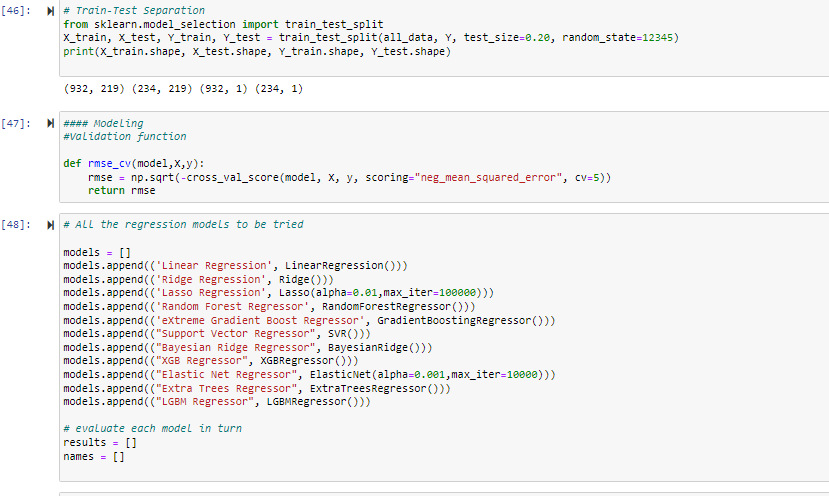 [46]:
# Train-Test Separation
from sklearn.model_selection import train_test_split
X_train, X_test, Y_train, Y_test = train_test_split(all_data, Y, test_size=0.20, random_state=12345)
print(X_train.shape, X_test.shape, Y_train.shape, Y_test.shape)
(932, 219) (234, 219) (932, 1) (234, 1)
[47]:
#### Modeling
#Validation function
def rmse_cv(model,X,y):
    rmse = np.sqrt(-cross_val_score(model, X, y, scoring="neg_mean_squared_error", cv=5))
    return rmse
[48]:
# All the regression models to be tried
models = []
models.append(('Linear Regression', LinearRegression()))
models.append(('Ridge Regression', Ridge()))
models.append(('Lasso Regression', Lasso(alpha=0.01,max_iter=100000)))
models.append(('Random Forest Regressor', RandomForestRegressor()))
models.append(('eXtreme Gradient Boost Regressor', GradientBoostingRegressor()))
models.append(("Support Vector Regressor", SVR()))
models.append(("Bayesian Ridge Regressor", BayesianRidge()))
models.append(("XGB Regressor", XGBRegressor()))
models.append(("Elastic Net Regressor", ElasticNet(alpha=0.001,max_iter=10000)))
models.append(("Extra Trees Regressor", ExtraTreesRegressor()))
models.append(("LGBM Regressor", LGBMRegressor()))
# evaluate each model in turn
results = []
names = []